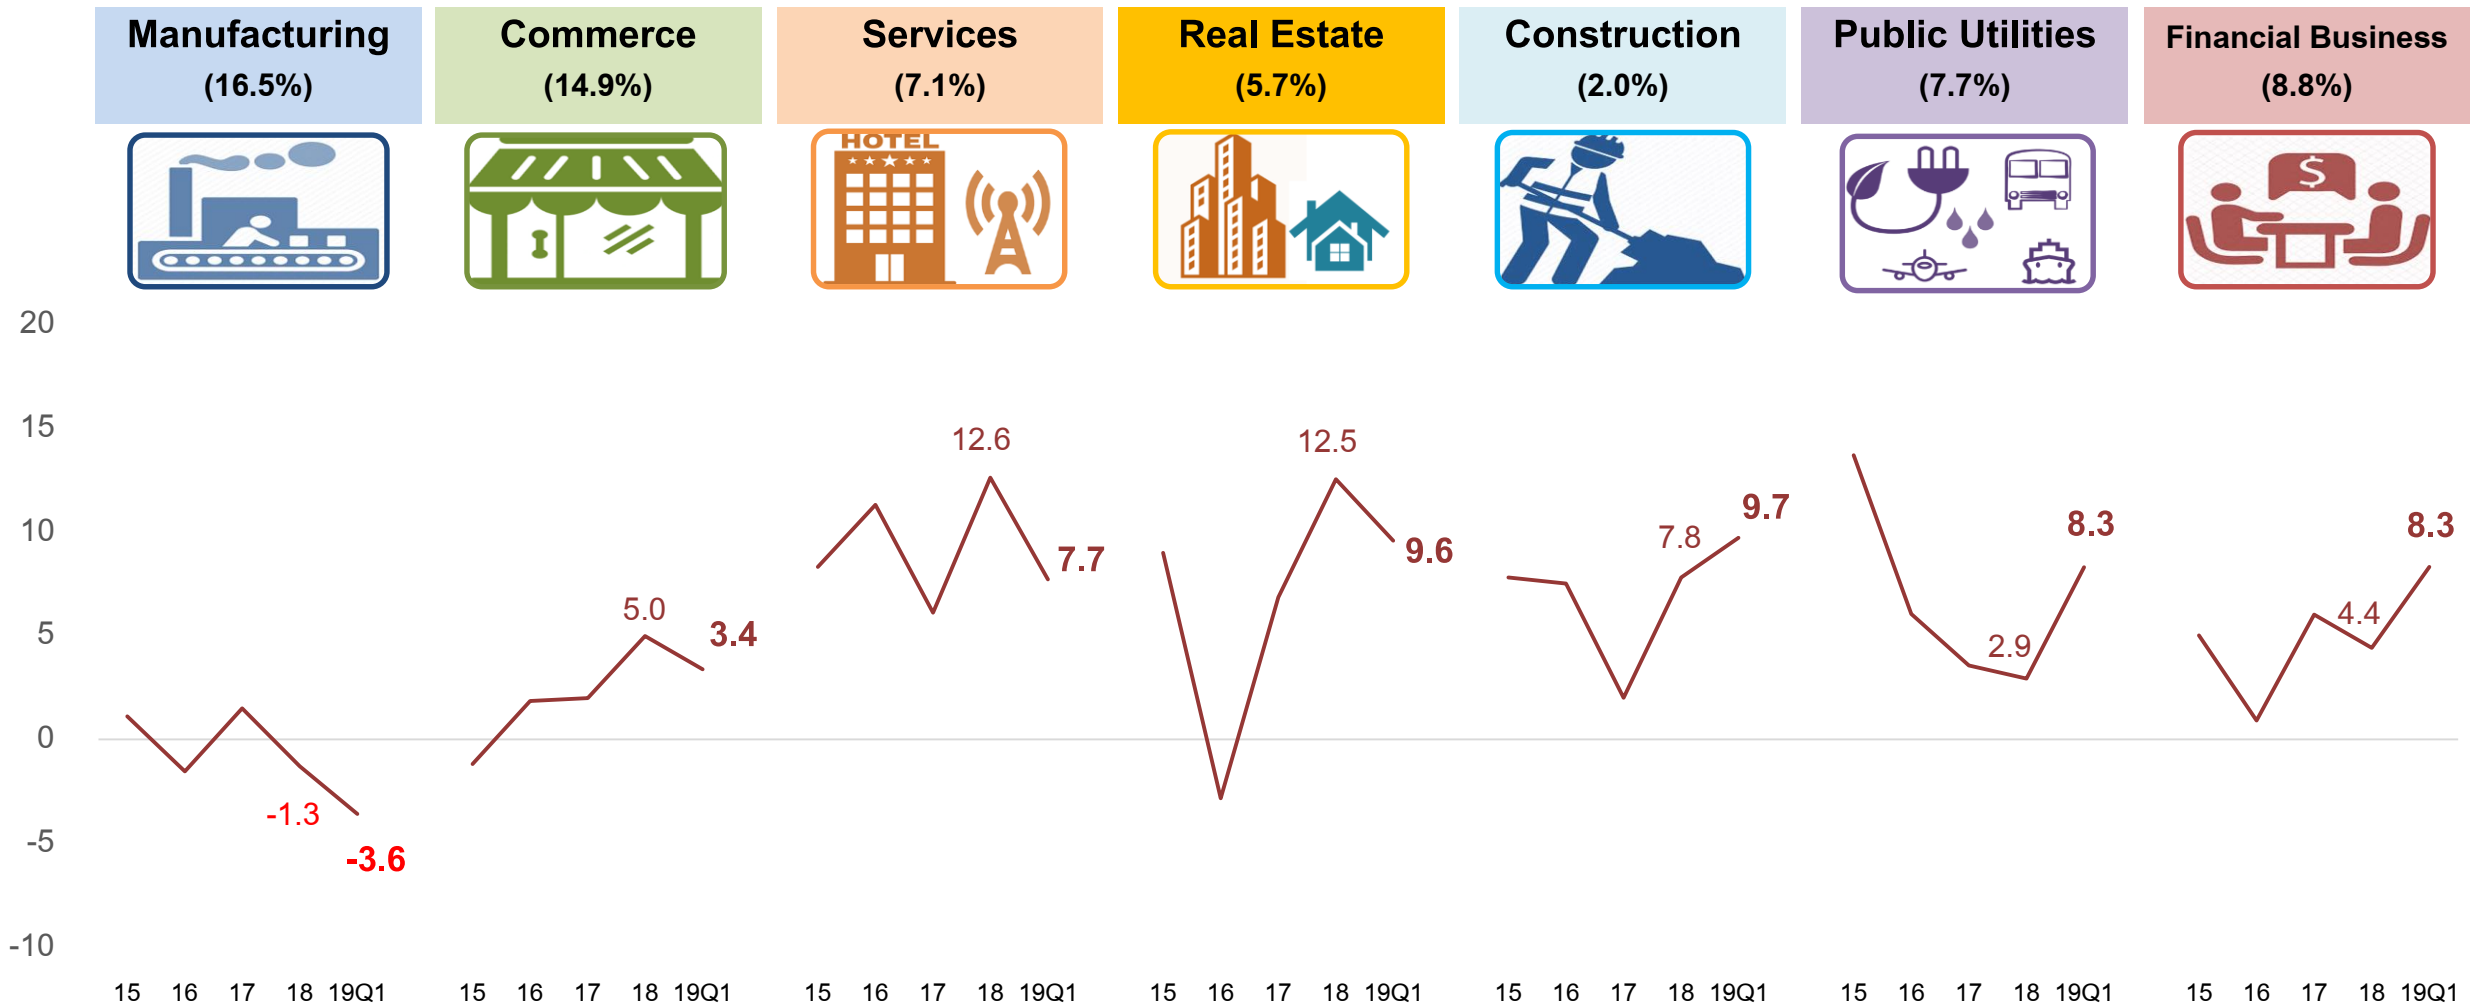 Manufacturing
(16.5%)
Commerce
(14.9%)
Services
(7.1%)
Real Estate
(5.7%)
Construction
(2.0%)
Public Utilities
(7.7%)
Financial Business
(8.8%)
HOTEL
$
20
15
10
5
0
-5
-10
-1.3
-3.6
5.0
3.4
12.6
7.7
12.5
9.6
7.8
9.7
2.9
8.3
4.4
8.3
15 16 17 18 19Q1
15 16 17 18 19Q1
15 16 17 18 19Q1
15 16 17 18 19Q1
15 16 17 18 19Q1
15 16 17 18 19Q1
15 16 17 18 19Q1